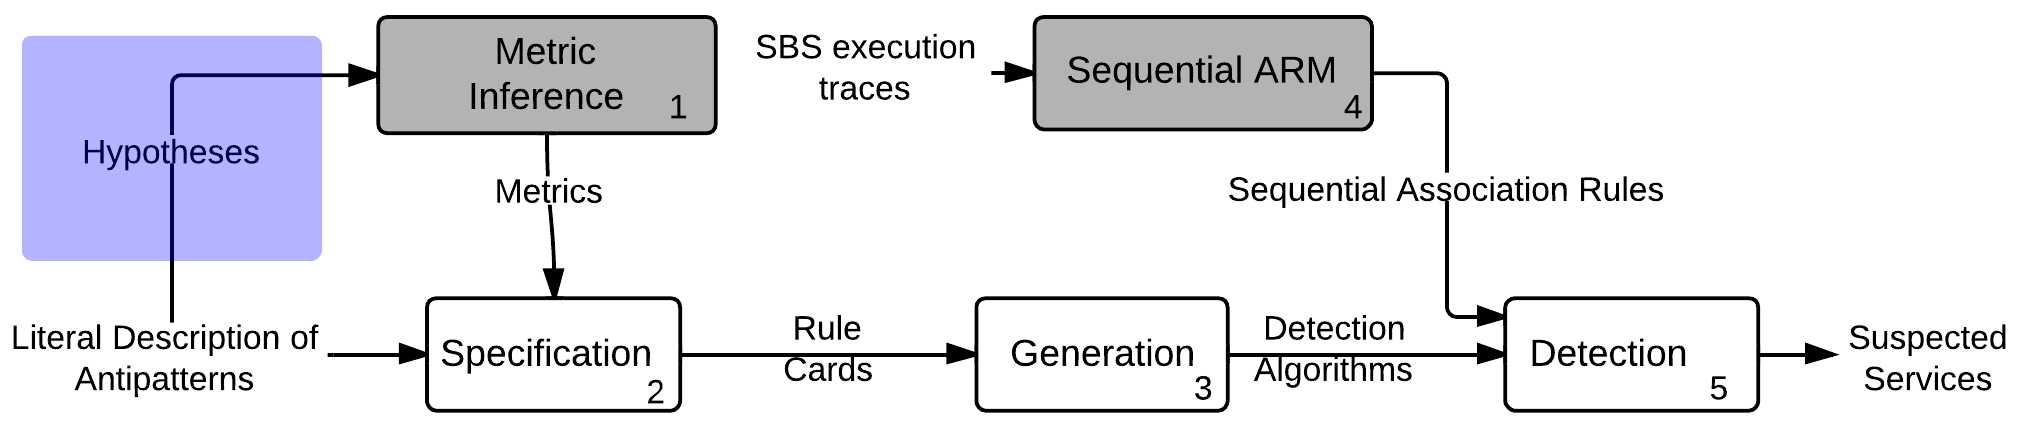 Metric
Inference
1
SBS execution
traces
Sequential ARM
4
Hypotheses
Metrics
Sequential Association Rules
Literal Description of
Antipatterns
Specification
2
Rule
Cards
Generation
3
Detection
Algorithms
Detection
5
Suspected
Services